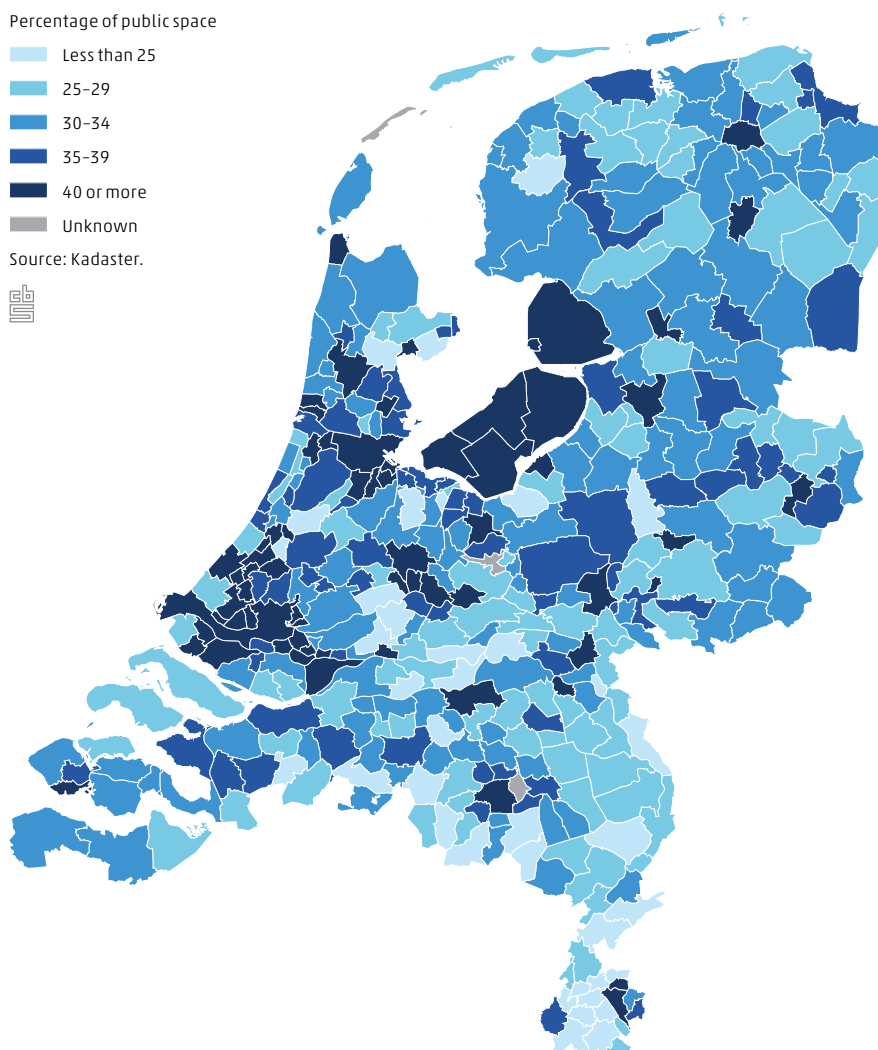 Percentage of public space
Less than 25
25–29
30–34
35–39
40 or more
Unknown
Source: Kadaster.
cbs